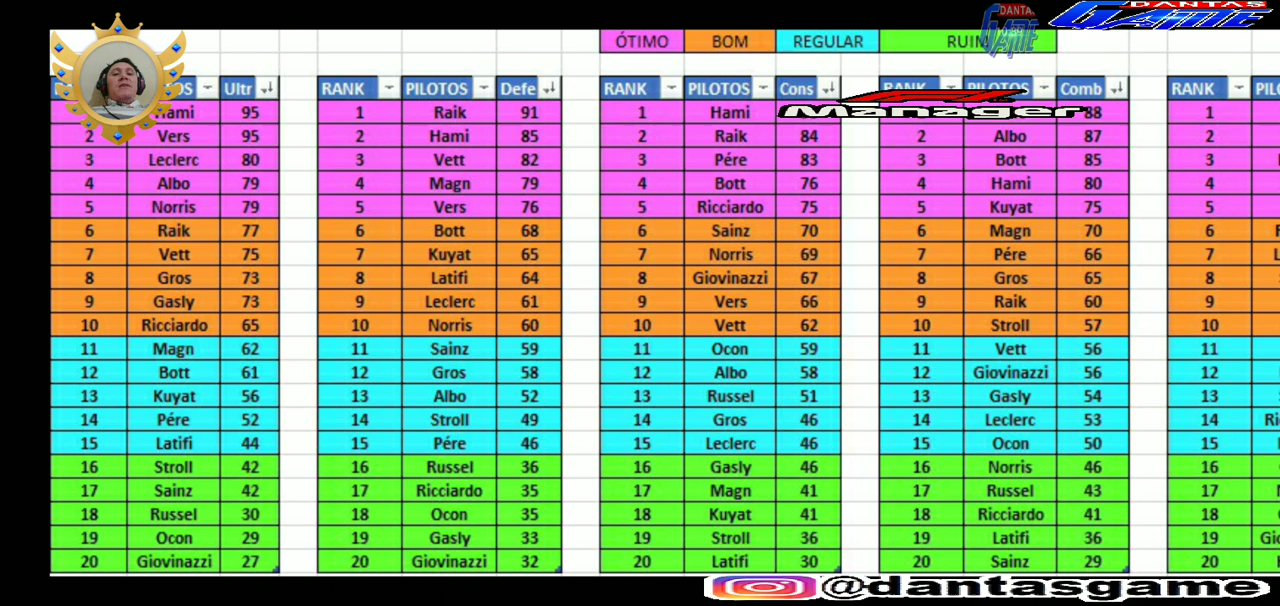 DANTAS GAME
DANTAS GAME
ÓTIMO BOM REGULAR RUIM
OS Ultr RANK PILOTOS Defe RANK PILOTOS Cons RANK PILOTOS Comb RANK
Hami 95 1 Raik 91 1 Hami Manager 88 1
2 Vers 95 2 Hami 85 2 Raik 84 2 Albo 87 2
3 Leclerc 80 3 Vett 82 3 Pére 83 3 Bott 85 3
4 Albo 79 4 Magn 79 4 Bott 76 4 Hami 80 4
5 Norris 79 5 Vers 76 5 Ricciardo 75 5 Kuyat 75 5
6 Raik 77 6 Bott 68 6 Sainz 70 6 Magn 70 6
7 Vett 75 7 Kuyat 65 7 Norris 69 7 Pére 66 7
8 Gros 73 8 Latifi 64 8 Giovinazzi 67 8 Gros 65 8
9 Gasly 73 9 Leclerc 61 9 Vers 66 9 Raik 60 9
10 Ricciardo 65 10 Norris 60 10 Vett 62 10 Stroll 57 10
11 Magn 62 11 Sainz 59 11 Ocon 59 11 Vett 56 11
12 Bott 61 12 Gros 58 12 Albo 58 12 Giovinazzi 56 12
13 Kuyat 56 13 Albo 52 13 Russel 51 13 Gasly 54 13
14 Pére 52 14 Stroll 49 14 Gros 46 14 Leclerc 53 14
15 Latifi 44 15 Pére 46 15 Leclerc 46 15 Ocon 50 15
16 Stroll 42 16 Russel 36 16 Gasly 46 16 Norris 46 16
17 Sainz 42 17 Ricciardo 35 17 Magn 41 17 Russel 43 17
18 Russel 30 18 Ocon 35 18 Kuyat 41 18 Ricciardo 41 18
19 Ocon 29 19 Gasly 33 19 Stroll 36 19 Latifi 36 19
20 Giovinazzi 27 20 Giovinazzi 32 20 Latifi 30 20 Sainz 29 20
@dantasgame